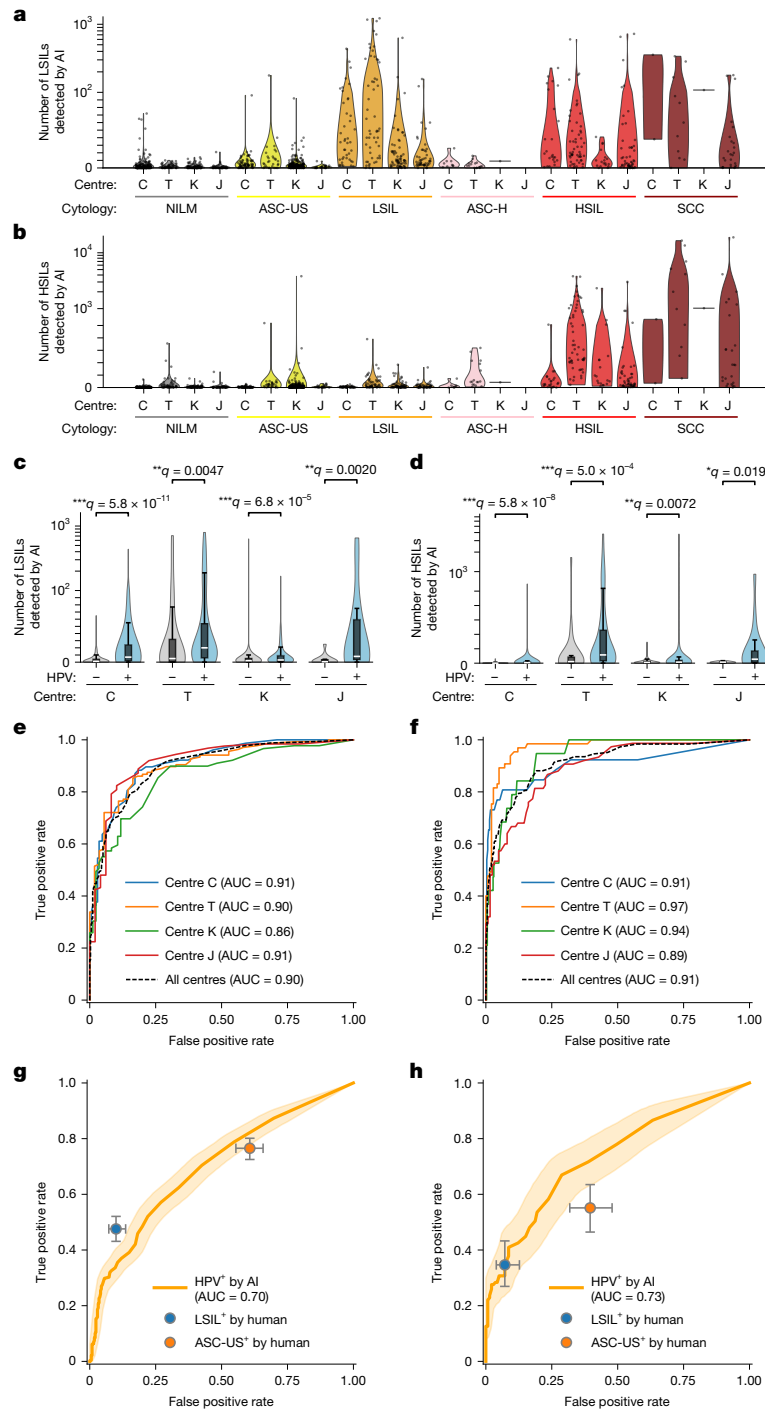 a
Number of LSILs
detected by AI
10³
10²
0
Centre: C T K J C T K J C T K J C T K J C T K J C T K J
Cytology: NILM ASC-US LSIL ASC-H HSIL SCC
b
Number of HSILs
detected by AI
10⁴
10³
0
Centre: C T K J C T K J C T K J C T K J C T K J C T K J
Cytology: NILM ASC-US LSIL ASC-H HSIL SCC
c
Number of LSILs
detected by AI
10³
10²
0
***q = 5.8 × 10⁻¹¹
**q = 0.0047
***q = 6.8 × 10⁻⁵
**q = 0.0020
HPV: − + − + − + − +
Centre: C T K J
d
Number of HSILs
detected by AI
10³
0
***q = 5.8 × 10⁻⁸
***q = 5.0 × 10⁻⁴
**q = 0.0072
*q = 0.019
HPV: − + − + − + − +
Centre: C T K J
e
True positive rate
1.0
0.8
0.6
0.4
0.2
0
Centre C (AUC = 0.91)
Centre T (AUC = 0.90)
Centre K (AUC = 0.86)
Centre J (AUC = 0.91)
All centres (AUC = 0.90)
0 0.25 0.50 0.75 1.00
False positive rate
f
True positive rate
1.0
0.8
0.6
0.4
0.2
0
Centre C (AUC = 0.91)
Centre T (AUC = 0.97)
Centre K (AUC = 0.94)
Centre J (AUC = 0.89)
All centres (AUC = 0.91)
0 0.25 0.50 0.75 1.00
False positive rate
g
True positive rate
1.0
0.8
0.6
0.4
0.2
0
HPV⁺ by AI
(AUC = 0.70)
LSIL⁺ by human
ASC-US⁺ by human
0 0.25 0.50 0.75 1.00
False positive rate
h
True positive rate
1.0
0.8
0.6
0.4
0.2
0
HPV⁺ by AI
(AUC = 0.73)
LSIL⁺ by human
ASC-US⁺ by human
0 0.25 0.50 0.75 1.00
False positive rate